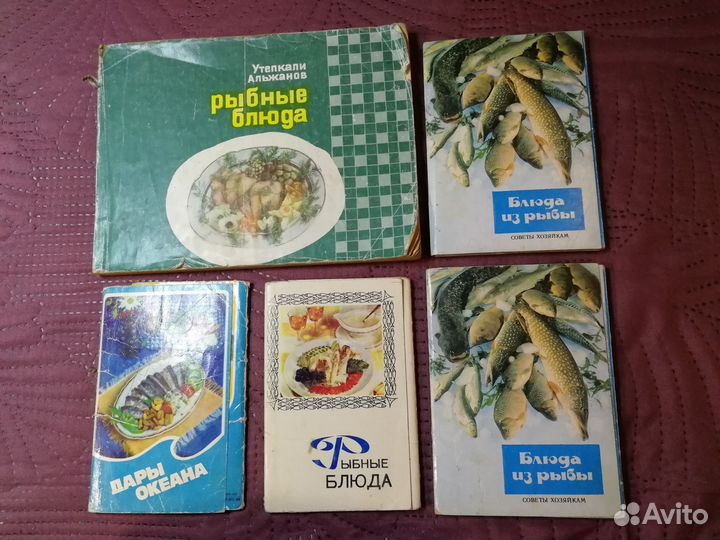 Утепкали
Альжанов
рыбные
блюда
Блюда
из рыбы
СОВЕТЫ ХОЗЯЙКАМ
ДАРЫ
ОКЕАНА
РЫБНЫЕ
БЛЮДА
Блюда
из рыбы
СОВЕТЫ ХОЗЯЙКАМ
Avito